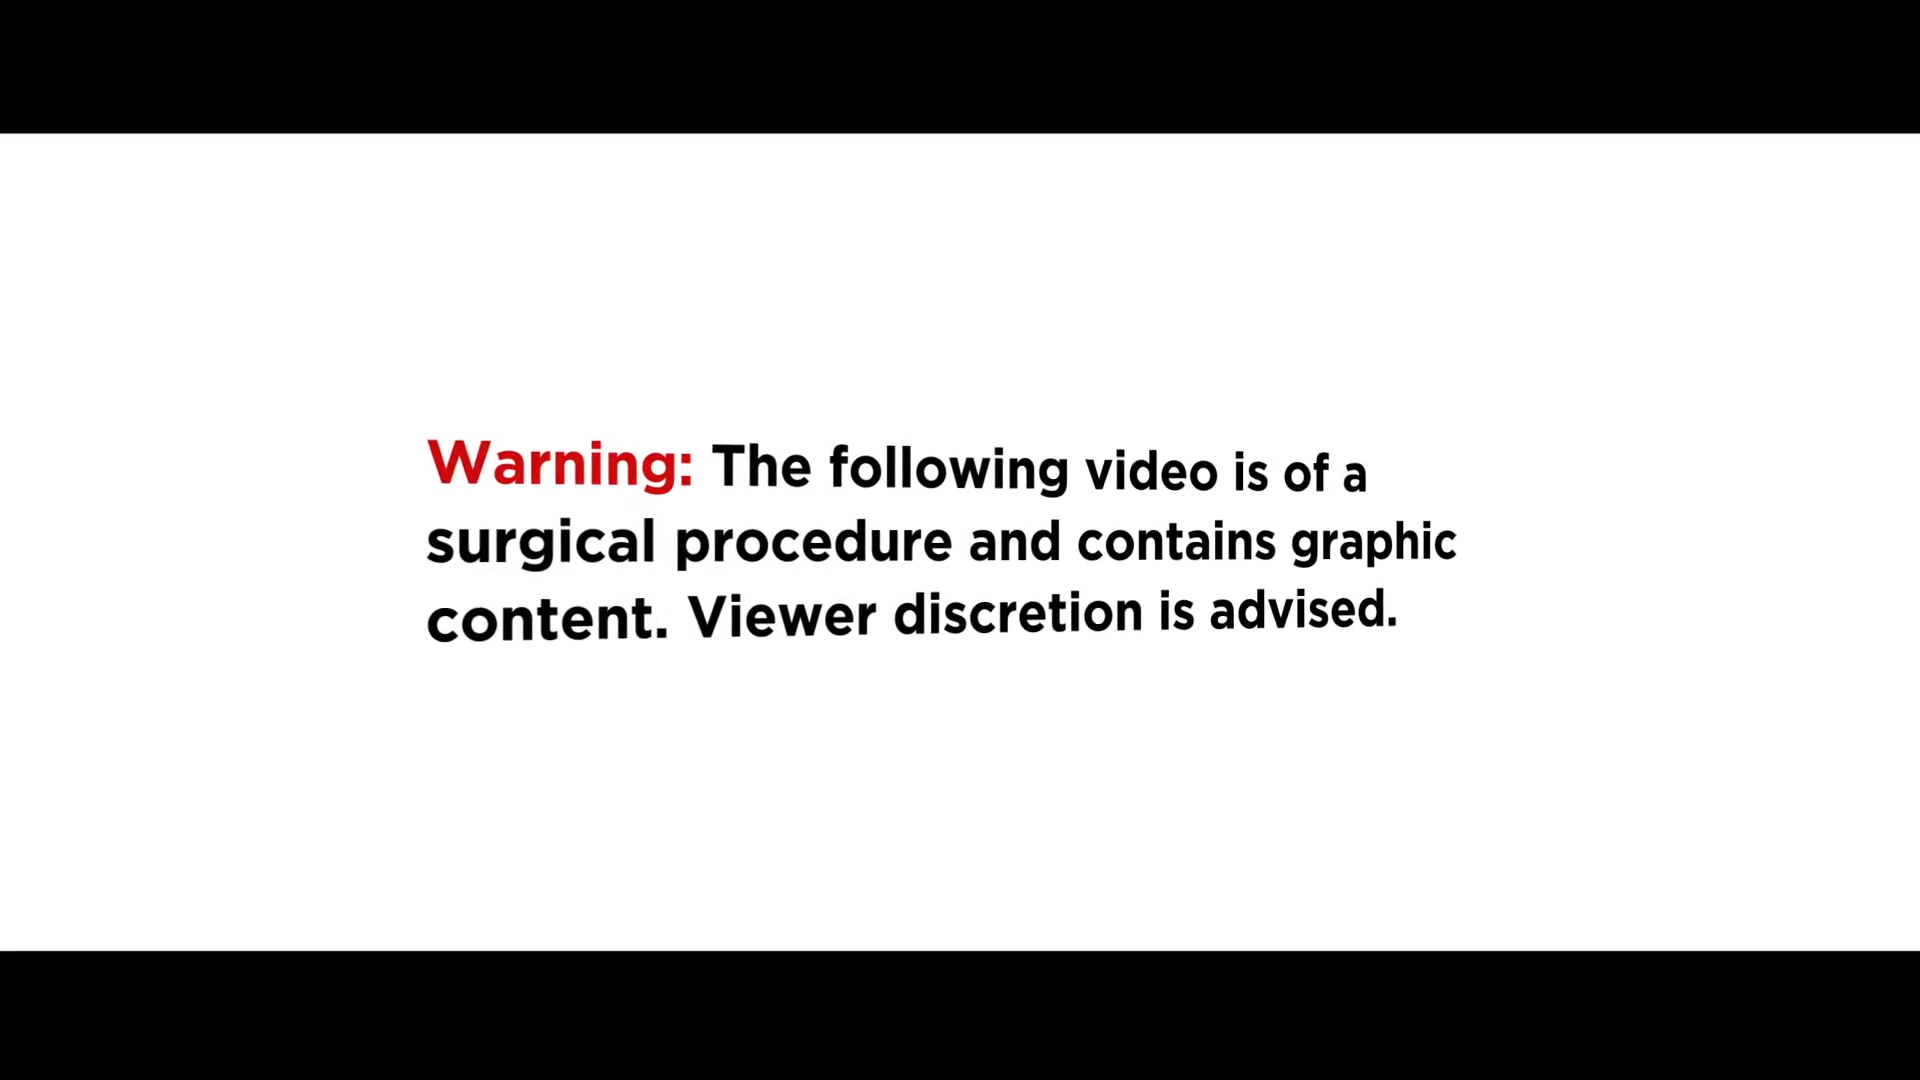 Warning: The following video is of a
surgical procedure and contains graphic
content. Viewer discretion is advised.